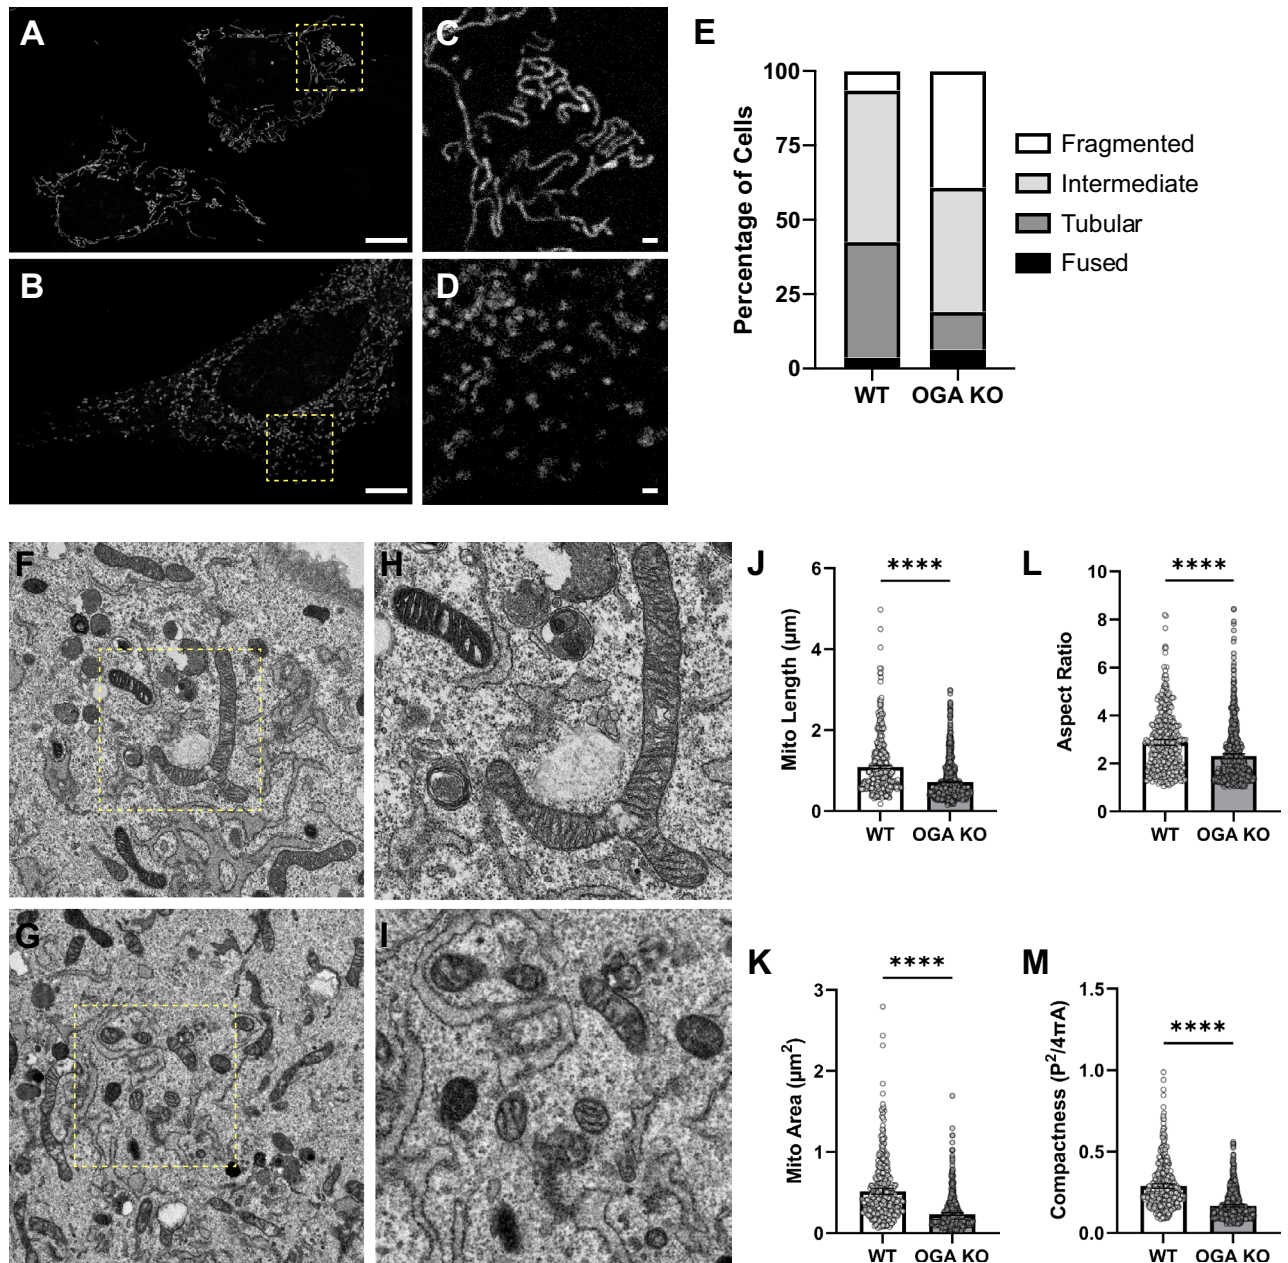 A
C
E
B
D
Percentage of Cells
100
75
50
25
0
WT
OGA KO
Fragmented
Intermediate
Tubular
Fused
F
H
G
I
J
Mito Length (μm)
6
4
2
0
****
WT
OGA KO
L
Aspect Ratio
10
8
6
4
2
0
****
WT
OGA KO
K
Mito Area (μm²)
3
2
1
0
****
WT
OGA KO
M
Compactness (P²/4πA)
1.5
1.0
0.5
0.0
****
WT
OGA KO